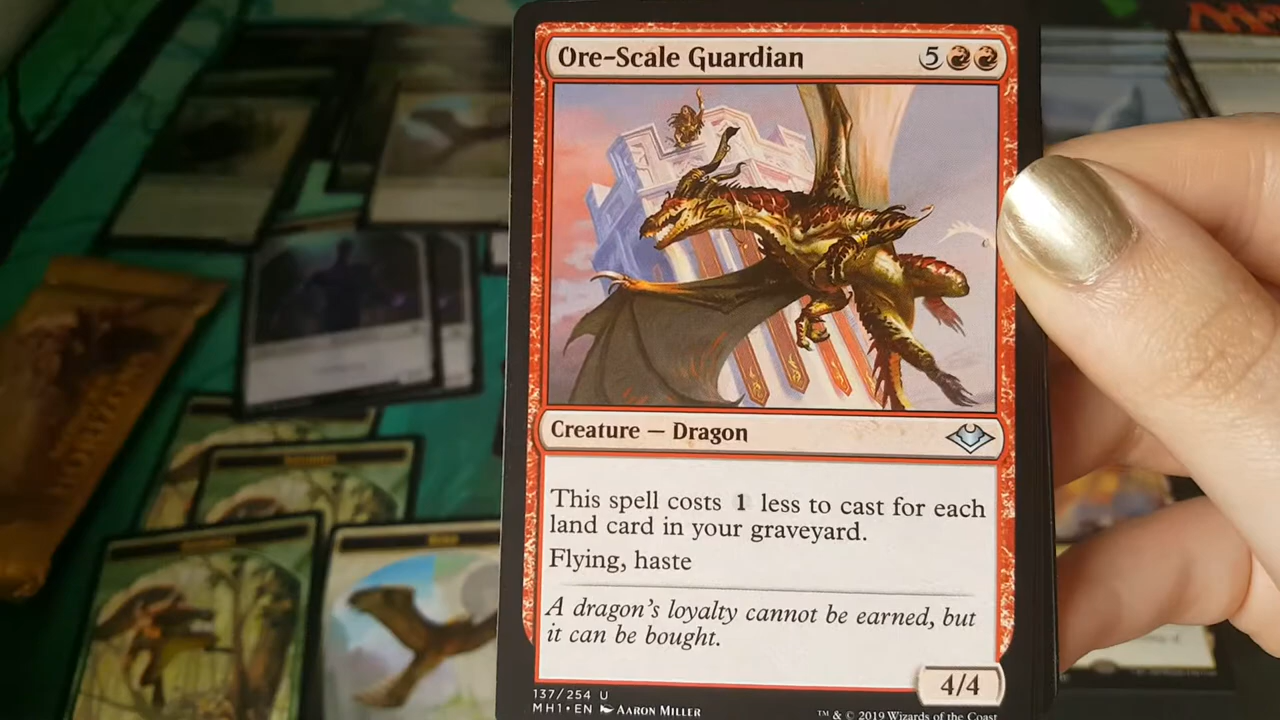 Ore-Scale Guardian 5
Creature — Dragon
This spell costs 1 less to cast for each
land card in your graveyard.
Flying, haste
A dragon's loyalty cannot be earned, but
it can be bought.
4/4
137/254 U
MH1 • EN AARON MILLER
™ & © 2019 Wizards of the Coast